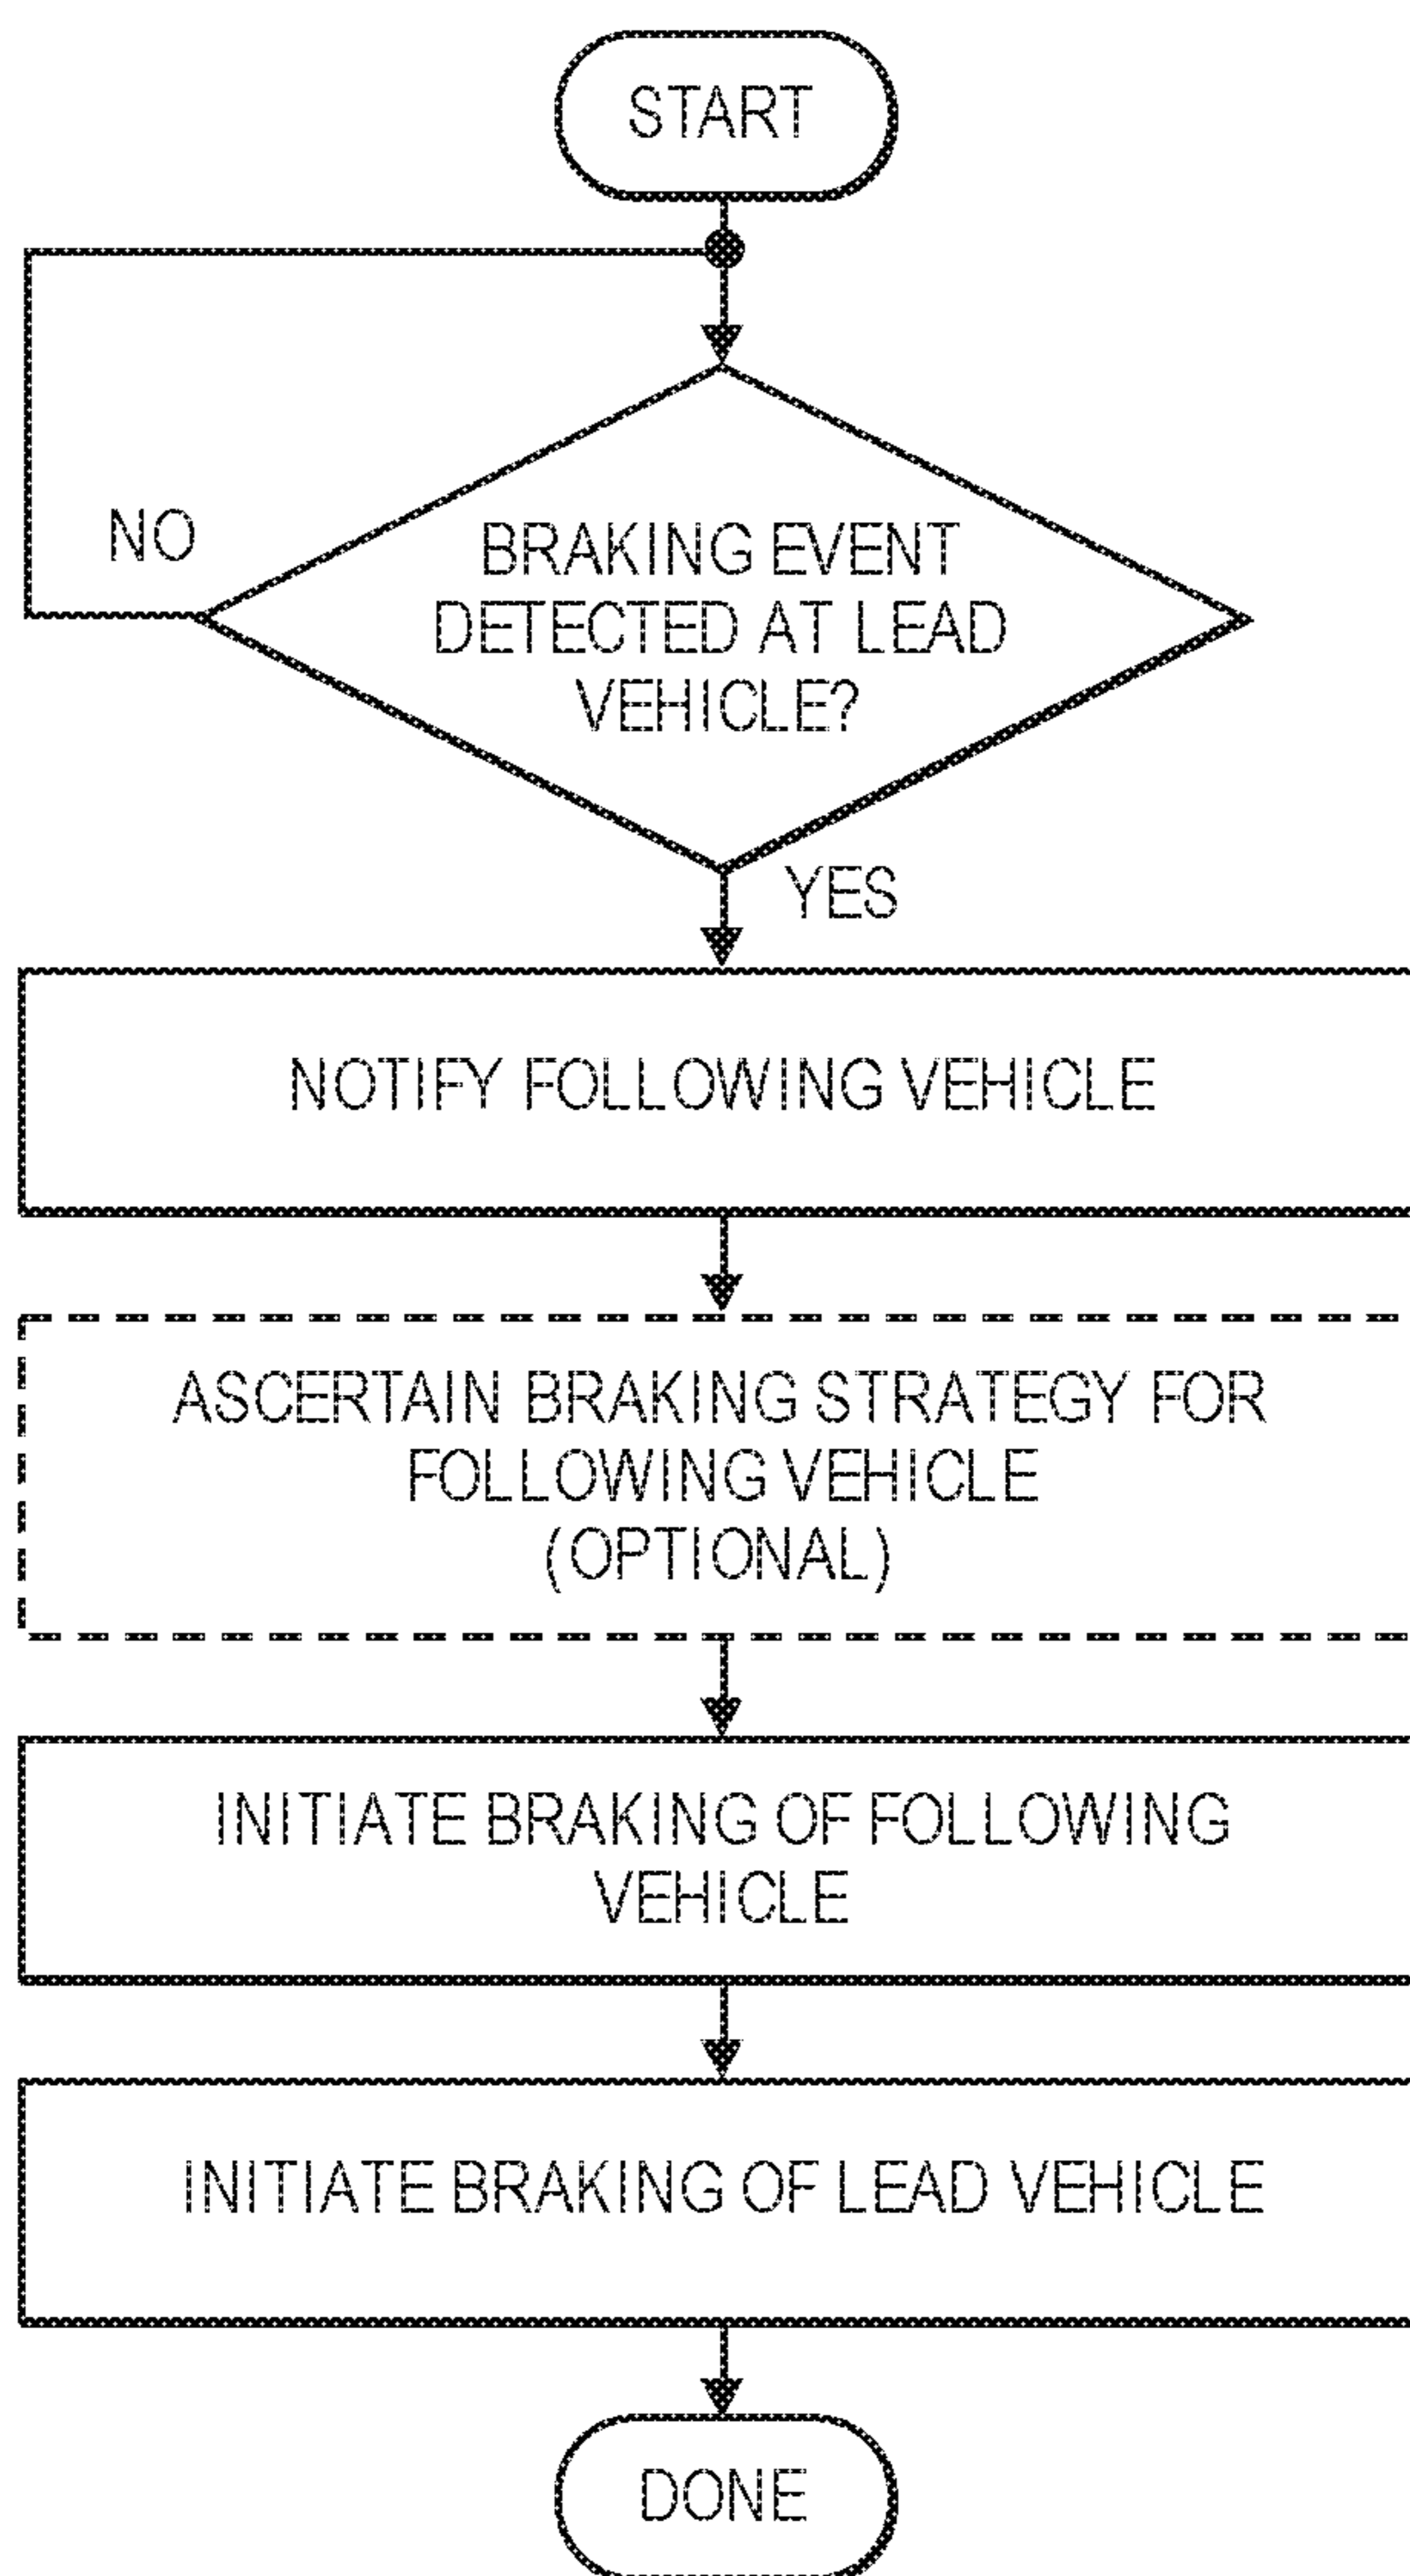 START
NO
BRAKING EVENT
DETECTED AT LEAD
VEHICLE?
YES
NOTIFY FOLLOWING VEHICLE
ASCERTAIN BRAKING STRATEGY FOR
FOLLOWING VEHICLE
(OPTIONAL)
INITIATE BRAKING OF FOLLOWING
VEHICLE
INITIATE BRAKING OF LEAD VEHICLE
DONE